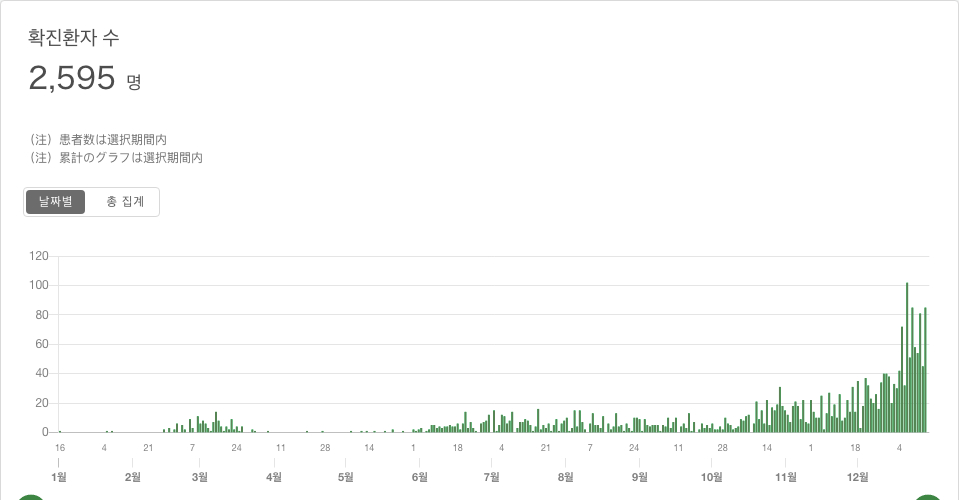 확진환자 수
2,595 명
（注）患者数は選択期間内
（注）累計のグラフは選択期間内
날짜별 총 집계
120
100
80
60
40
20
0
16 4 21 7 24 11 28 14 1 18 4 21 7 24 10 28 14 1 18 4
1월 2월 3월 4월 5월 6월 7월 8월 9월 10월 11월 12월